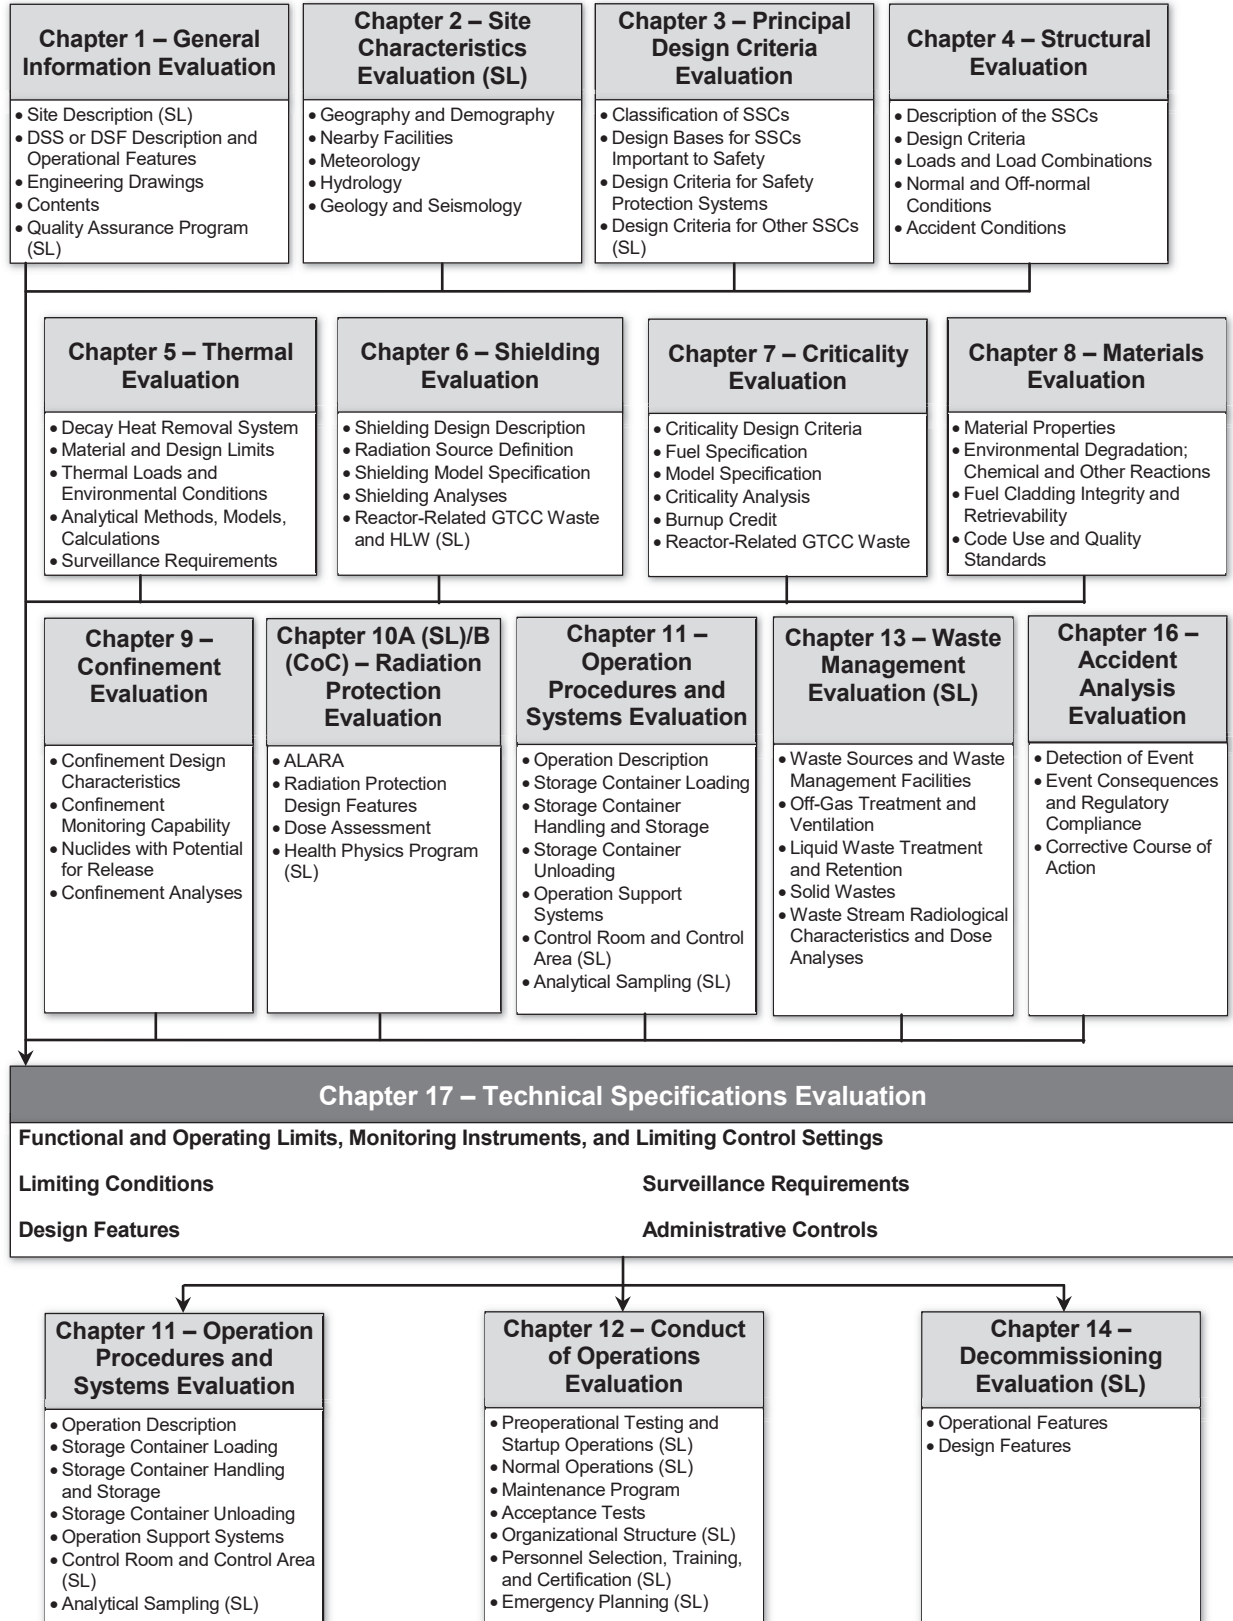 Chapter 1 – General
Information Evaluation
• Site Description (SL)
• DSS or DSF Description and
Operational Features
• Engineering Drawings
• Contents
• Quality Assurance Program
(SL)
Chapter 2 – Site
Characteristics
Evaluation (SL)
• Geography and Demography
• Nearby Facilities
• Meteorology
• Hydrology
• Geology and Seismology
Chapter 3 – Principal
Design Criteria
Evaluation
• Classification of SSCs
• Design Bases for SSCs
Important to Safety
• Design Criteria for Safety
Protection Systems
• Design Criteria for Other SSCs
(SL)
Chapter 4 – Structural
Evaluation
• Description of the SSCs
• Design Criteria
• Loads and Load Combinations
• Normal and Off-normal
Conditions
• Accident Conditions
Chapter 5 – Thermal
Evaluation
• Decay Heat Removal System
• Material and Design Limits
• Thermal Loads and
Environmental Conditions
• Analytical Methods, Models,
Calculations
• Surveillance Requirements
Chapter 6 – Shielding
Evaluation
• Shielding Design Description
• Radiation Source Definition
• Shielding Model Specification
• Shielding Analyses
• Reactor-Related GTCC Waste
and HLW (SL)
Chapter 7 – Criticality
Evaluation
• Criticality Design Criteria
• Fuel Specification
• Model Specification
• Criticality Analysis
• Burnup Credit
• Reactor-Related GTCC Waste
Chapter 8 – Materials
Evaluation
• Material Properties
• Environmental Degradation;
Chemical and Other Reactions
• Fuel Cladding Integrity and
Retrievability
• Code Use and Quality
Standards
Chapter 9 –
Confinement
Evaluation
• Confinement Design
Characteristics
• Confinement
Monitoring Capability
• Nuclides with Potential
for Release
• Confinement Analyses
Chapter 10A (SL)/B
(CoC) – Radiation
Protection
Evaluation
• ALARA
• Radiation Protection
Design Features
• Dose Assessment
• Health Physics Program
(SL)
Chapter 11 –
Operation
Procedures and
Systems Evaluation
• Operation Description
• Storage Container Loading
• Storage Container
Handling and Storage
• Storage Container
Unloading
• Operation Support
Systems
• Control Room and Control
Area (SL)
• Analytical Sampling (SL)
Chapter 13 – Waste
Management
Evaluation (SL)
• Waste Sources and Waste
Management Facilities
• Off-Gas Treatment and
Ventilation
• Liquid Waste Treatment
and Retention
• Solid Wastes
• Waste Stream Radiological
Characteristics and Dose
Analyses
Chapter 16 –
Accident
Analysis
Evaluation
• Detection of Event
• Event Consequences
and Regulatory
Compliance
• Corrective Course of
Action
Chapter 17 – Technical Specifications Evaluation
Functional and Operating Limits, Monitoring Instruments, and Limiting Control Settings
Limiting Conditions
Surveillance Requirements
Design Features
Administrative Controls
Chapter 11 – Operation
Procedures and
Systems Evaluation
• Operation Description
• Storage Container Loading
• Storage Container Handling
and Storage
• Storage Container Unloading
• Operation Support Systems
• Control Room and Control Area
(SL)
• Analytical Sampling (SL)
Chapter 12 – Conduct
of Operations
Evaluation
• Preoperational Testing and
Startup Operations (SL)
• Normal Operations (SL)
• Maintenance Program
• Acceptance Tests
• Organizational Structure (SL)
• Personnel Selection, Training,
and Certification (SL)
• Emergency Planning (SL)
Chapter 14 –
Decommissioning
Evaluation (SL)
• Operational Features
• Design Features